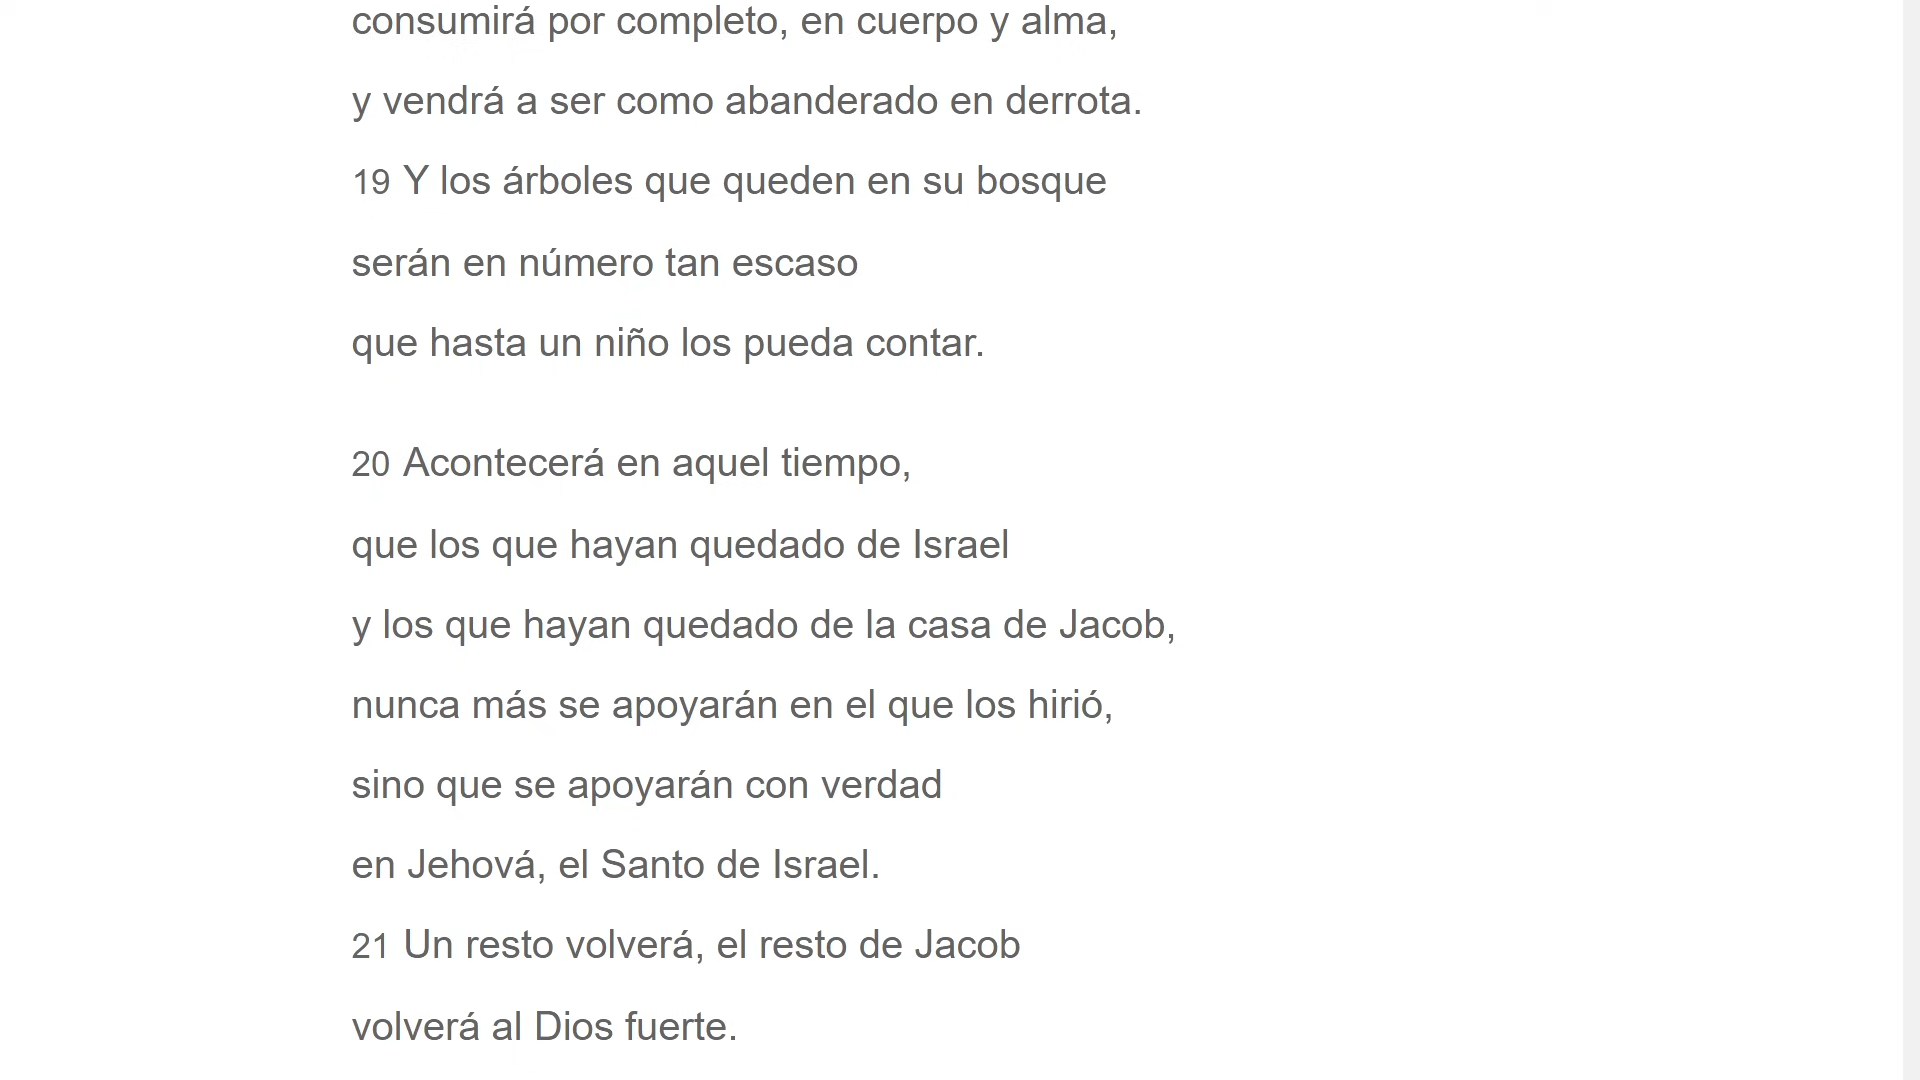 consumirá por completo, en cuerpo y alma,
y vendrá a ser como abanderado en derrota.
19 Y los árboles que queden en su bosque
serán en número tan escaso
que hasta un niño los pueda contar.
20 Acontecerá en aquel tiempo,
que los que hayan quedado de Israel
y los que hayan quedado de la casa de Jacob,
nunca más se apoyarán en el que los hirió,
sino que se apoyarán con verdad
en Jehová, el Santo de Israel.
21 Un resto volverá, el resto de Jacob
volverá al Dios fuerte.